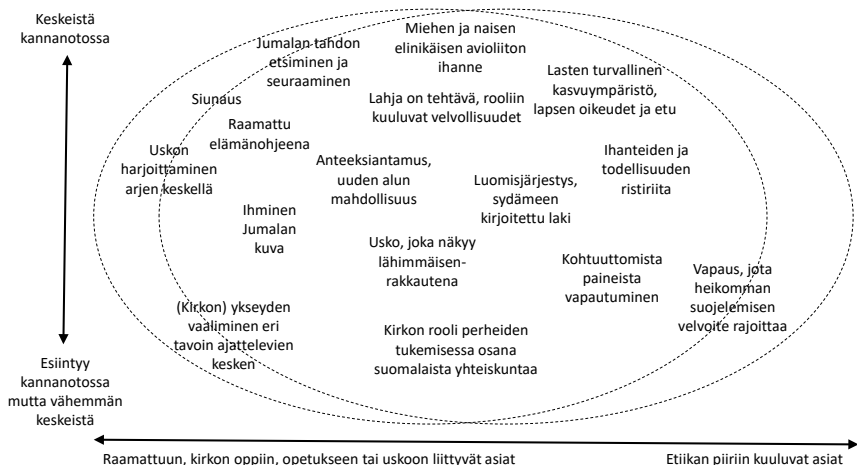 Keskeistä
kannanotossa
Miehen ja naisen
elinikäisen avioliiton
ihanne
Jumalan tahdon
etsiminen ja
seuraaminen
Lasten turvallinen
kasvuympäristö,
lapsen oikeudet ja etu
Siunaus
Lahja on tehtävä, rooliin
kuuluvat velvollisuudet
Raamattu
elämänohjeena
Uskon
harjoittaminen
arjen keskellä
Anteeksiantamus,
uuden alun
mahdollisuus
Ihanteiden ja
todellisuuden
ristiriita
Luomisjärjestys,
sydämeen
kirjoitettu laki
Ihminen
Jumalan
kuva
Usko, joka näkyy
lähimmäisen-
rakkautena
Kohtuuttomista
paineista
vapautuminen
Vapaus, jota
heikomman
suojelemisen
velvoite rajoittaa
(Kirkon) ykseyden
vaaliminen eri
tavoin ajattelevien
kesken
Kirkon rooli perheiden
tukemisessa osana
suomalaista yhteiskuntaa
Esiintyy
kannanotossa
mutta vähemmän
keskeistä
Raamattuun, kirkon oppiin, opetukseen tai uskoon liittyvät asiat
Etiikan piiriin kuuluvat asiat